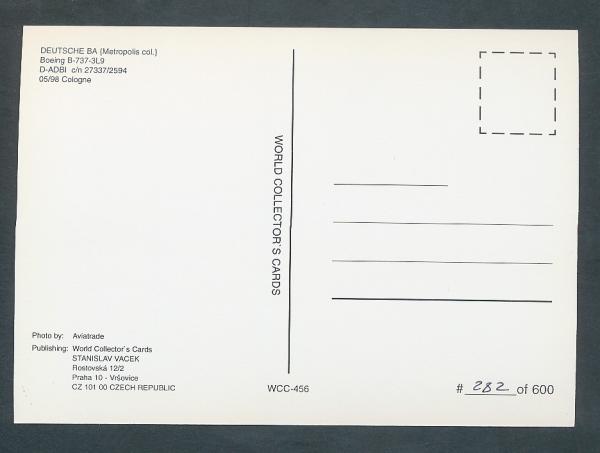 DEUTSCHE BA {Metropolis col.}
Boeing B-737-3L9
D-ADBI c/n 27337/2594
05/98 Cologne
WORLD COLLECTOR'S CARDS
Photo by: Aviatrade
Publishing: World Collector's Cards
STANISLAV VACEK
Rostovská 12/2
Praha 10 - Vršovice
CZ 101 00 CZECH REPUBLIC
WCC-456
# 282 of 600